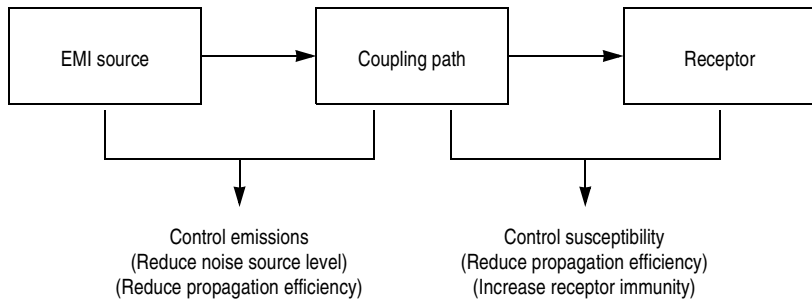 EMI source
Coupling path
Receptor
Control emissions
(Reduce noise source level)
(Reduce propagation efficiency)
Control susceptibility
(Reduce propagation efficiency)
(Increase receptor immunity)